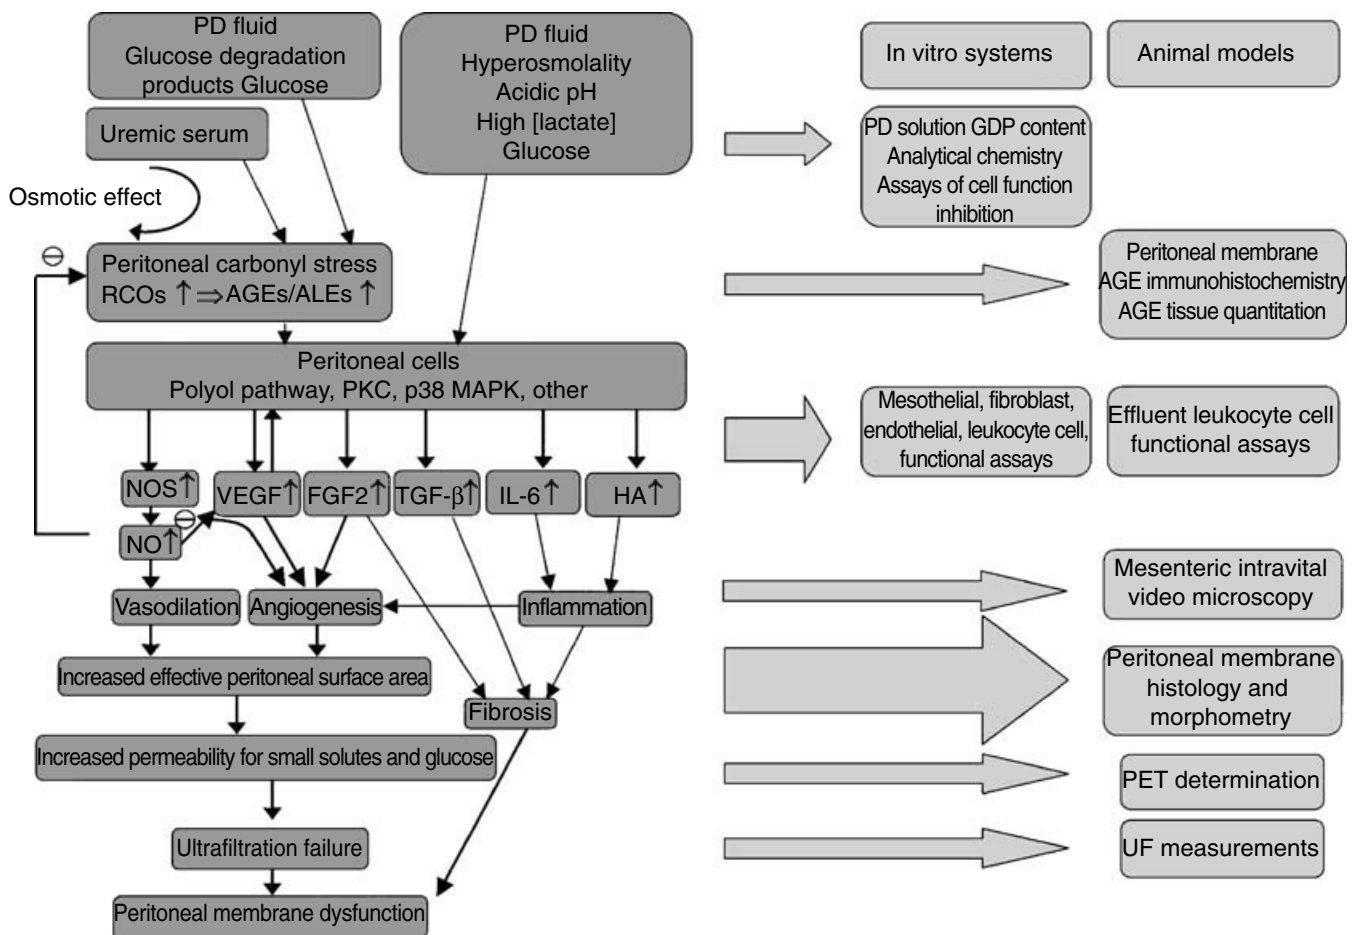 PD fluid
Glucose degradation
products Glucose
Uremic serum
Osmotic effect
PD fluid
Hyperosmolality
Acidic pH
High [lactate]
Glucose
⊖
Peritoneal carbonyl stress
RCOs ↑ ⇒ AGEs/ALEs ↑
Peritoneal cells
Polyol pathway, PKC, p38 MAPK, other
NOS↑
VEGF↑
FGF2↑
TGF-β↑
IL-6↑
HA↑
⊖
NO↑
Vasodilation
Angiogenesis
Inflammation
Increased effective peritoneal surface area
Fibrosis
Increased permeability for small solutes and glucose
Ultrafiltration failure
Peritoneal membrane dysfunction
In vitro systems
Animal models
PD solution GDP content
Analytical chemistry
Assays of cell function
inhibition
Peritoneal membrane
AGE immunohistochemistry
AGE tissue quantitation
Mesothelial, fibroblast,
endothelial, leukocyte cell,
functional assays
Effluent leukocyte cell
functional assays
Mesenteric intravital
video microscopy
Peritoneal membrane
histology and
morphometry
PET determination
UF measurements